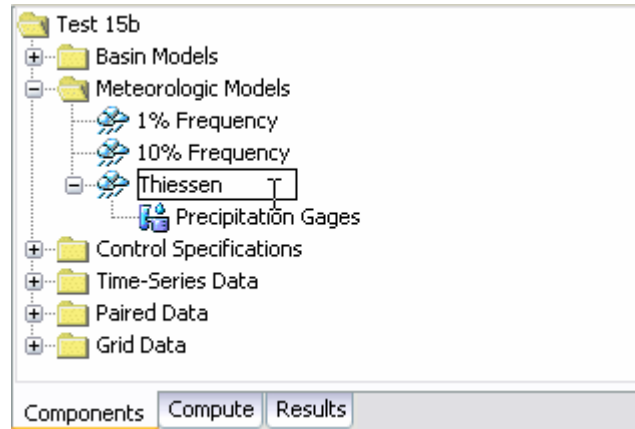 Test 15b
Basin Models
Meteorologic Models
1% Frequency
10% Frequency
Thiessen
Precipitation Gages
Control Specifications
Time-Series Data
Paired Data
Grid Data
Components Compute Results